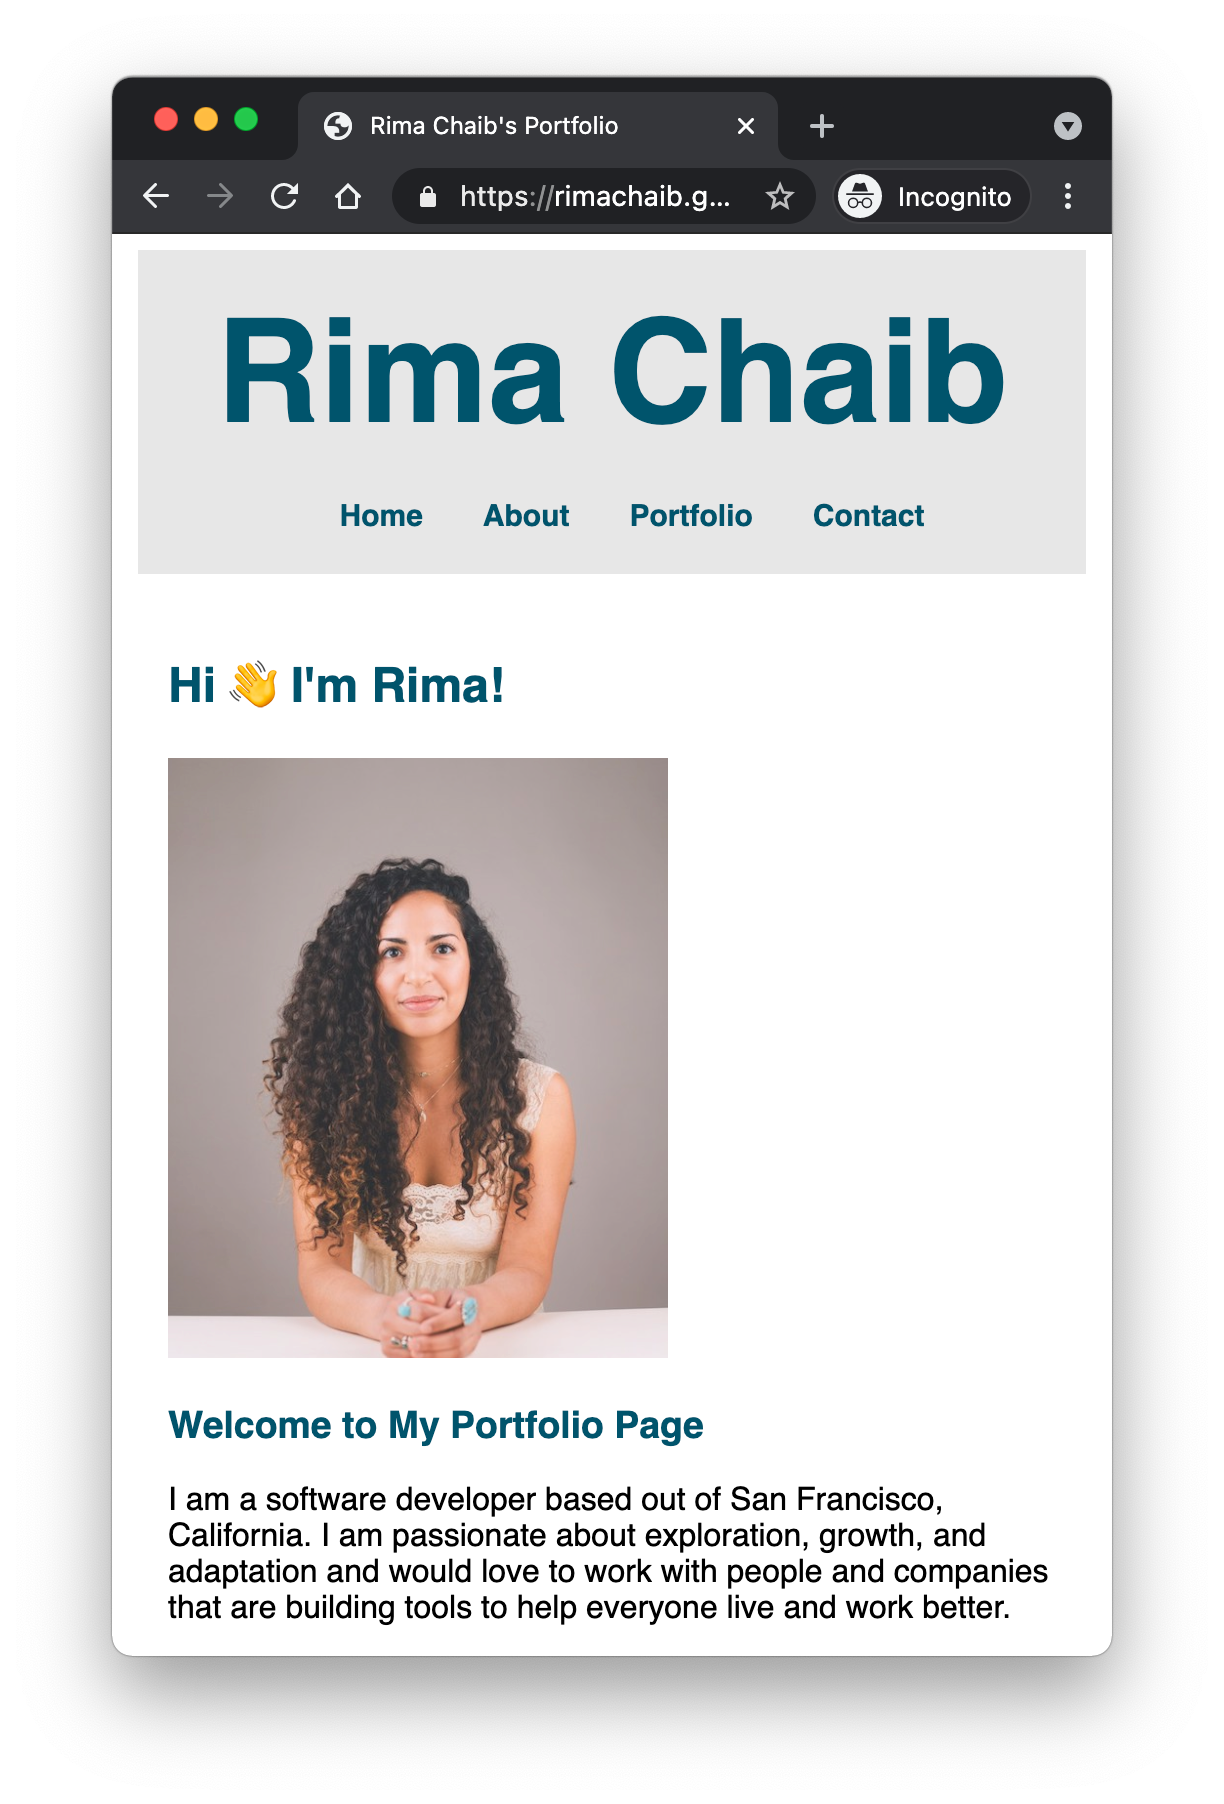 Rima Chaib's Portfolio
https://rimachaib.g...
Incognito
Rima Chaib
Home About Portfolio Contact
Hi 👋 I'm Rima!
Welcome to My Portfolio Page
I am a software developer based out of San Francisco,
California. I am passionate about exploration, growth, and
adaptation and would love to work with people and companies
that are building tools to help everyone live and work better.